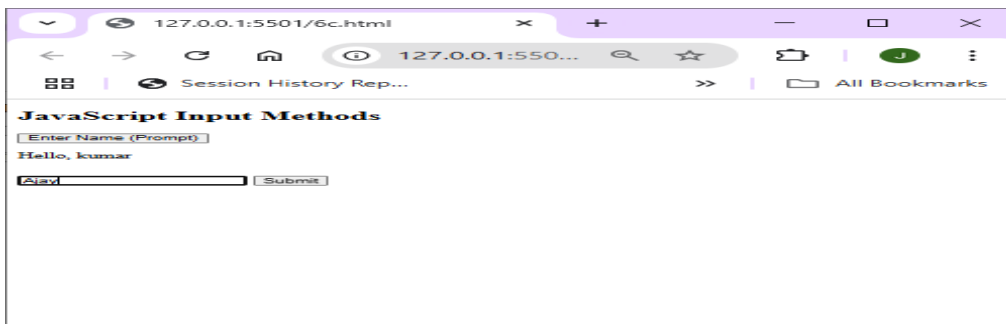 127.0.0.1:5501/6c.html
127.0.0.1:550...
J
Session History Rep...
All Bookmarks
JavaScript Input Methods
Enter Name (Prompt)
Hello, kumar
Ajay Submit